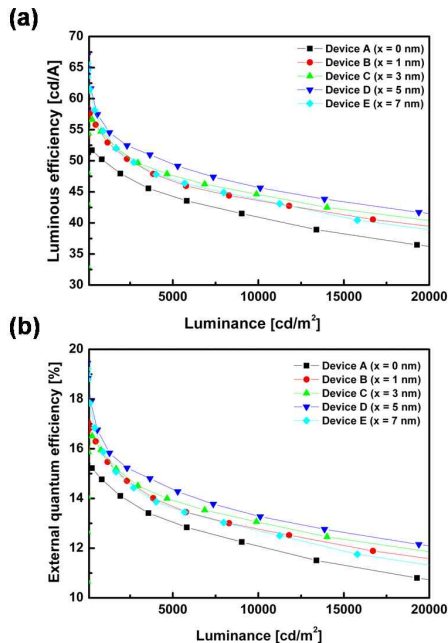 (a)
70
65
60
55
50
45
40
35
30
Luminous efficiency [cd/A]
Device A (x = 0 nm)
Device B (x = 1 nm)
Device C (x = 3 nm)
Device D (x = 5 nm)
Device E (x = 7 nm)
5000 10000 15000 20000
Luminance [cd/m²]
(b)
20
18
16
14
12
10
External quantum efficiency [%]
Device A (x = 0 nm)
Device B (x = 1 nm)
Device C (x = 3 nm)
Device D (x = 5 nm)
Device E (x = 7 nm)
5000 10000 15000 20000
Luminance [cd/m²]